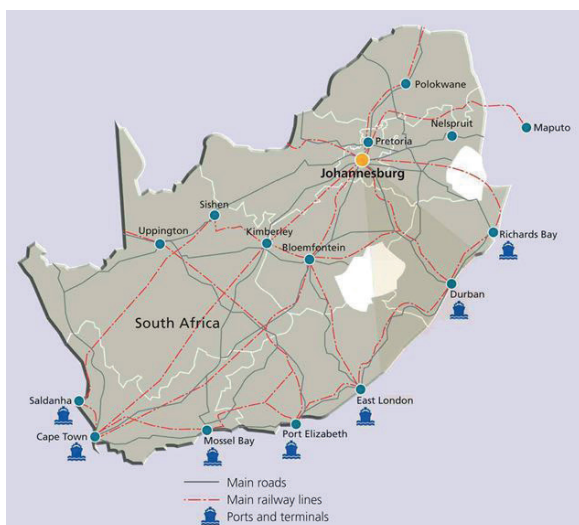 Polokwane
Nelspruit
Maputo
Pretoria
Johannesburg
Sishen
Uppington
Kimberley
Bloemfontein
Richards Bay
Durban
South Africa
Saldanha
East London
Cape Town
Mossel Bay
Port Elizabeth
Main roads
Main railway lines
Ports and terminals